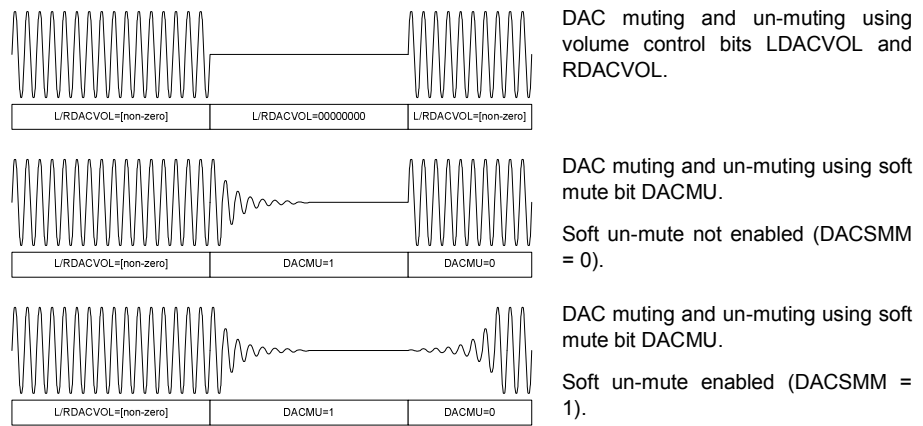 DAC muting and un-muting using
volume control bits LDACVOL and
RDACVOL.
L/RDACVOL=[non-zero] L/RDACVOL=00000000 L/RDACVOL=[non-zero]
DAC muting and un-muting using soft
mute bit DACMU.
Soft un-mute not enabled (DACSMM
= 0).
L/RDACVOL=[non-zero] DACMU=1 DACMU=0
DAC muting and un-muting using soft
mute bit DACMU.
Soft un-mute enabled (DACSMM =
1).
L/RDACVOL=[non-zero] DACMU=1 DACMU=0